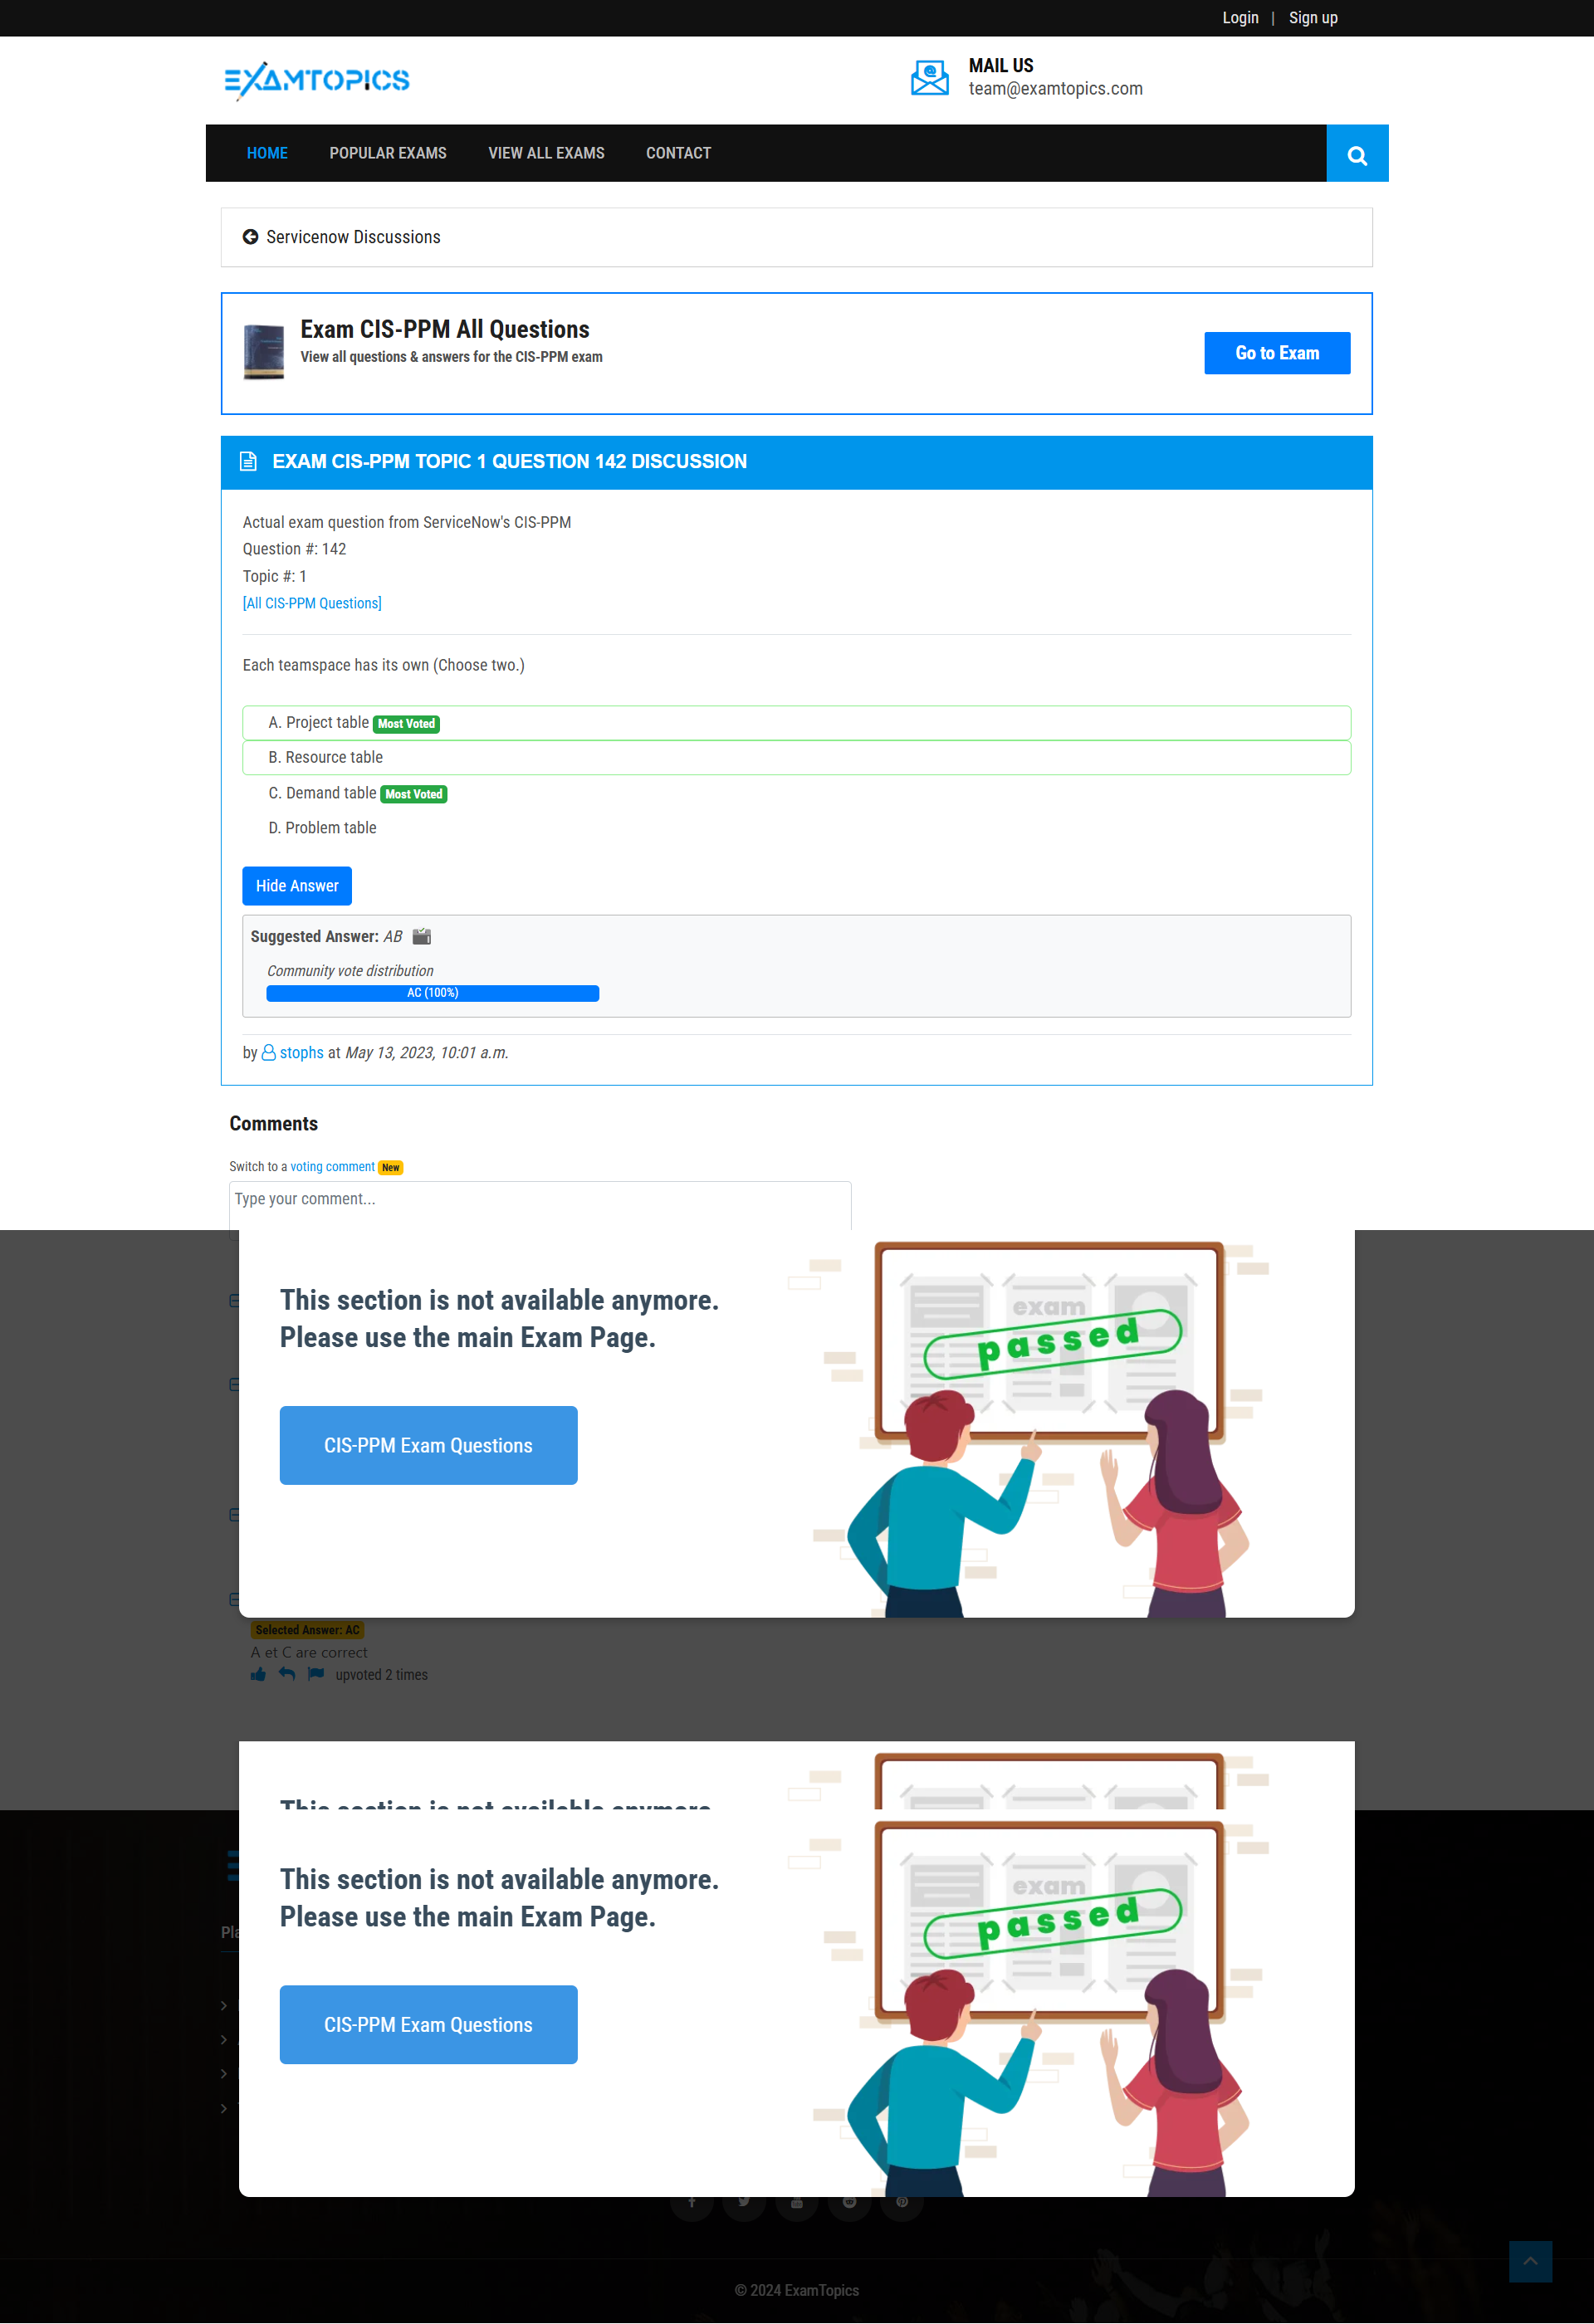 Login | Sign up
EXAMTOPICS
MAIL US
team@examtopics.com
HOME POPULAR EXAMS VIEW ALL EXAMS CONTACT
Servicenow Discussions
Exam CIS-PPM All Questions
View all questions & answers for the CIS-PPM exam
Go to Exam
EXAM CIS-PPM TOPIC 1 QUESTION 142 DISCUSSION
Actual exam question from ServiceNow's CIS-PPM
Question #: 142
Topic #: 1
[All CIS-PPM Questions]
Each teamspace has its own (Choose two.)
A. Project table Most Voted
B. Resource table
C. Demand table Most Voted
D. Problem table
Hide Answer
Suggested Answer: AB
Community vote distribution
AC (100%)
by stophs at May 13, 2023, 10:01 a.m.
Comments
Switch to a voting comment New
Type your comment...
This section is not available anymore.
Please use the main Exam Page.
CIS-PPM Exam Questions
exam
passed
Selected Answer: AC
A et C are correct
upvoted 2 times
This section is not available anymore.
This section is not available anymore.
Please use the main Exam Page.
CIS-PPM Exam Questions
exam
passed
© 2024 ExamTopics